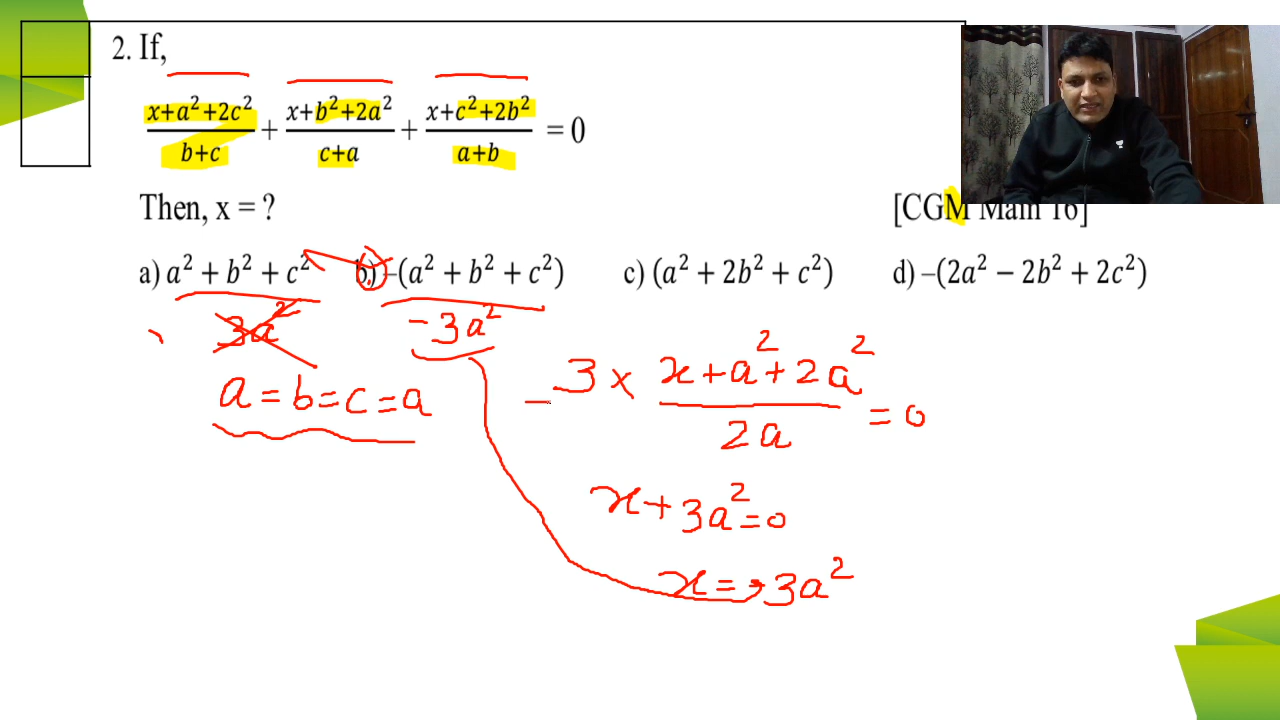 2. If,
x+a²+2c²/b+c + x+b²+2a²/c+a + x+c²+2b²/a+b = 0
Then, x = ? [CGM Main 16]
a) a² + b² + c² b) –(a² + b² + c²) c) (a² + 2b² + c²) d) –(2a² − 2b² + 2c²)
3a² -3a²
3 × x+a²+2a²/2a = 0
a = b = c = a
x + 3a² = 0
x = -3a²